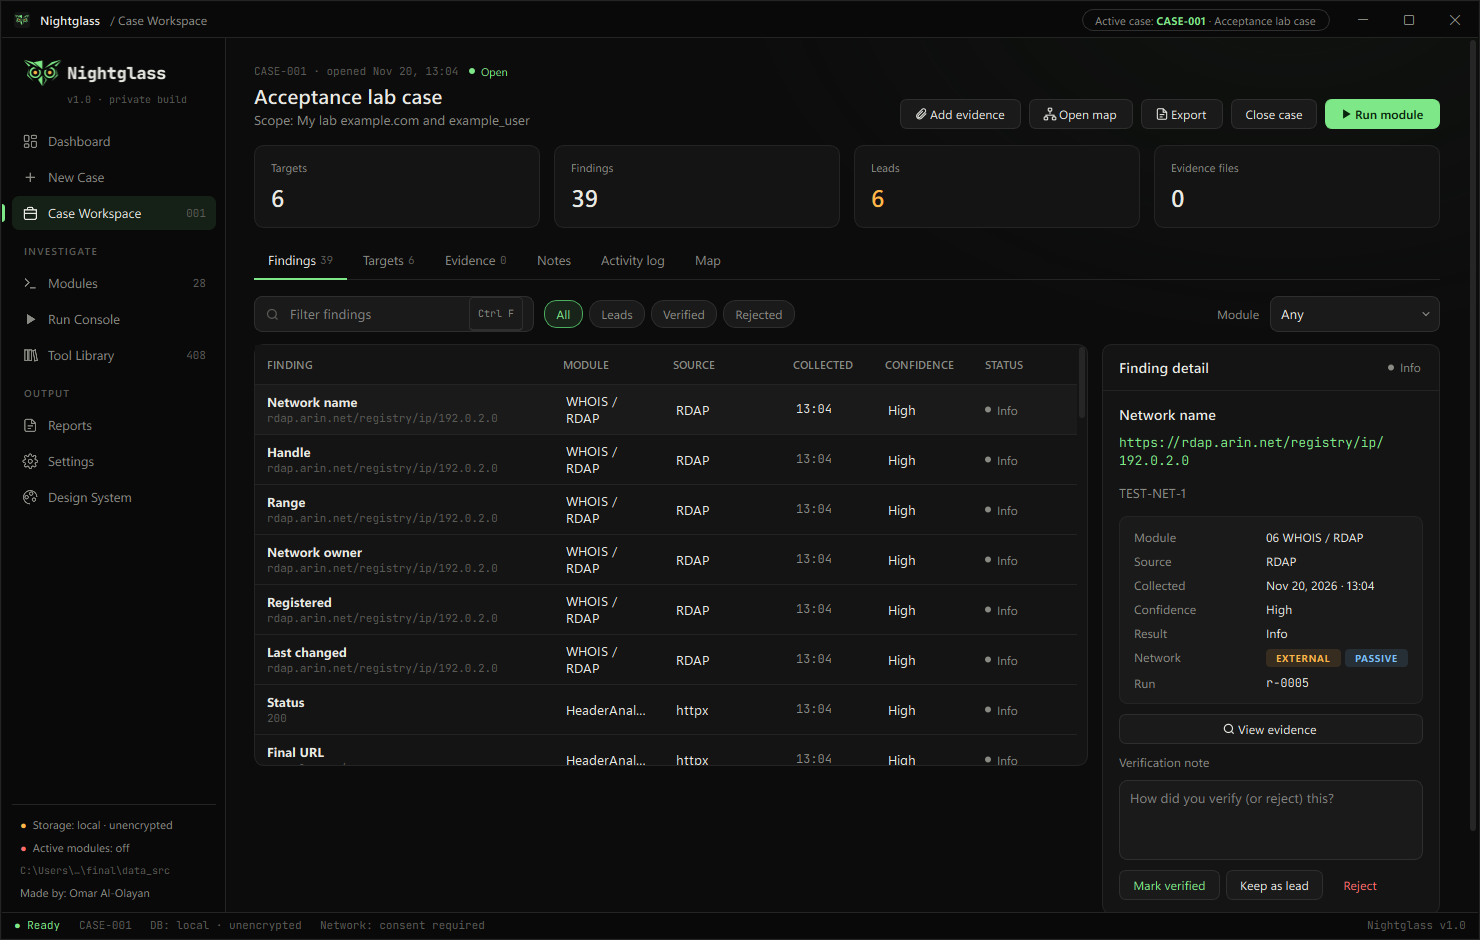 Nightglass / Case Workspace
Active case: CASE-001 · Acceptance lab case
Nightglass
v1.0 · private build
Dashboard
New Case
Case Workspace 001
INVESTIGATE
Modules 28
Run Console
Tool Library 408
OUTPUT
Reports
Settings
Design System
Storage: local · unencrypted
Active modules: off
C:\Users\…\final\data_src
Made by: Omar Al-Olayan
CASE-001 · opened Nov 20, 13:04 Open
Acceptance lab case
Scope: My lab example.com and example_user
Add evidence
Open map
Export
Close case
Run module
Targets
6
Findings
39
Leads
6
Evidence files
0
Findings 39
Targets 6
Evidence 0
Notes
Activity log
Map
Filter findings Ctrl F
All
Leads
Verified
Rejected
Module Any
FINDING MODULE SOURCE COLLECTED CONFIDENCE STATUS
Network name
rdap.arin.net/registry/ip/192.0.2.0
WHOIS /
RDAP
RDAP 13:04 High Info
Handle
rdap.arin.net/registry/ip/192.0.2.0
WHOIS /
RDAP
RDAP 13:04 High Info
Range
rdap.arin.net/registry/ip/192.0.2.0
WHOIS /
RDAP
RDAP 13:04 High Info
Network owner
rdap.arin.net/registry/ip/192.0.2.0
WHOIS /
RDAP
RDAP 13:04 High Info
Registered
rdap.arin.net/registry/ip/192.0.2.0
WHOIS /
RDAP
RDAP 13:04 High Info
Last changed
rdap.arin.net/registry/ip/192.0.2.0
WHOIS /
RDAP
RDAP 13:04 High Info
Status
200
HeaderAnal... httpx 13:04 High Info
Final URL
HeaderAnal... httpx 13:04 High Info
Finding detail Info
Network name
https://rdap.arin.net/registry/ip/
192.0.2.0
TEST-NET-1
Module 06 WHOIS / RDAP
Source RDAP
Collected Nov 20, 2026 · 13:04
Confidence High
Result Info
Network EXTERNAL PASSIVE
Run r-0005
View evidence
Verification note
How did you verify (or reject) this?
Mark verified
Keep as lead
Reject
Ready CASE-001 DB: local · unencrypted Network: consent required
Nightglass v1.0